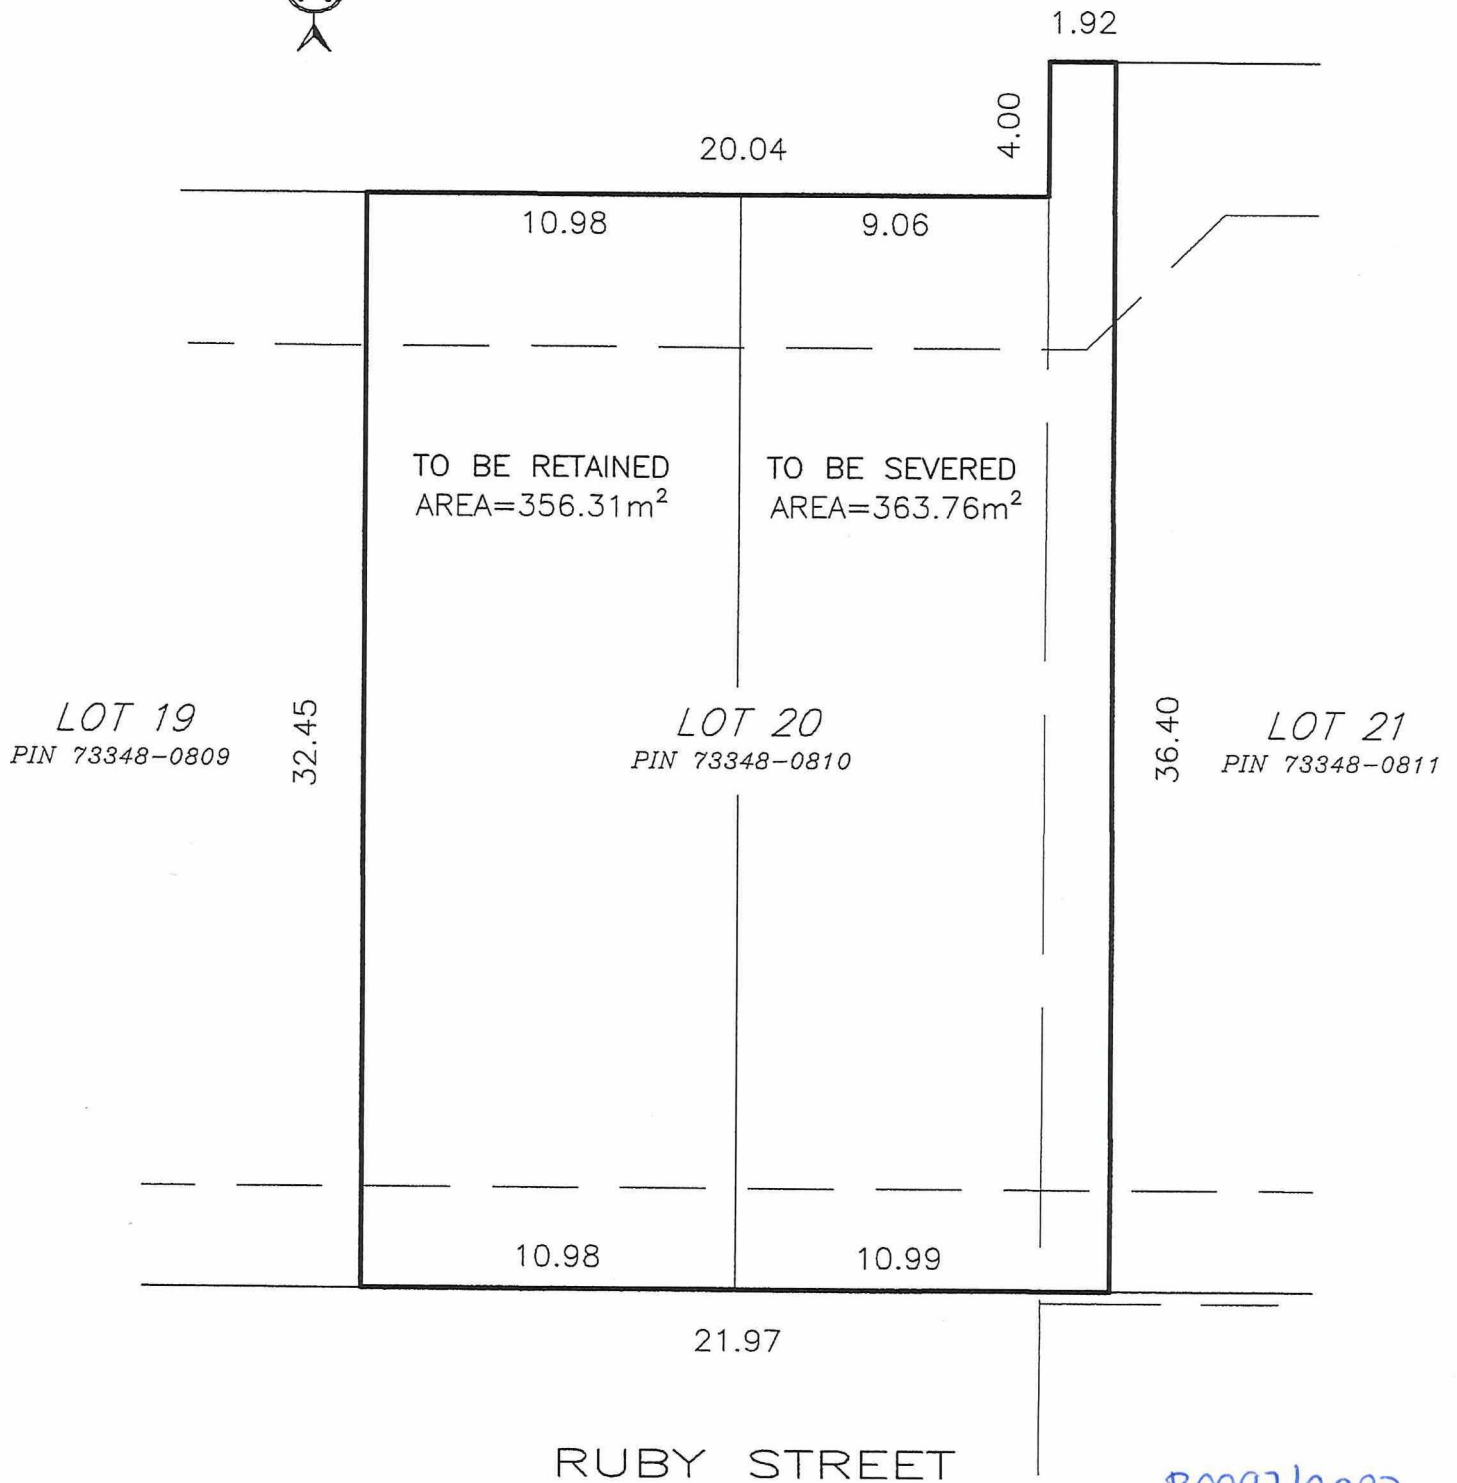 1.92
4.00
20.04
10.98
9.06
TO BE RETAINED
AREA=356.31m²
TO BE SEVERED
AREA=363.76m²
LOT 19
PIN 73348-0809
32.45
LOT 20
PIN 73348-0810
36.40
LOT 21
PIN 73348-0811
10.98
10.99
21.97
RUBY STREET